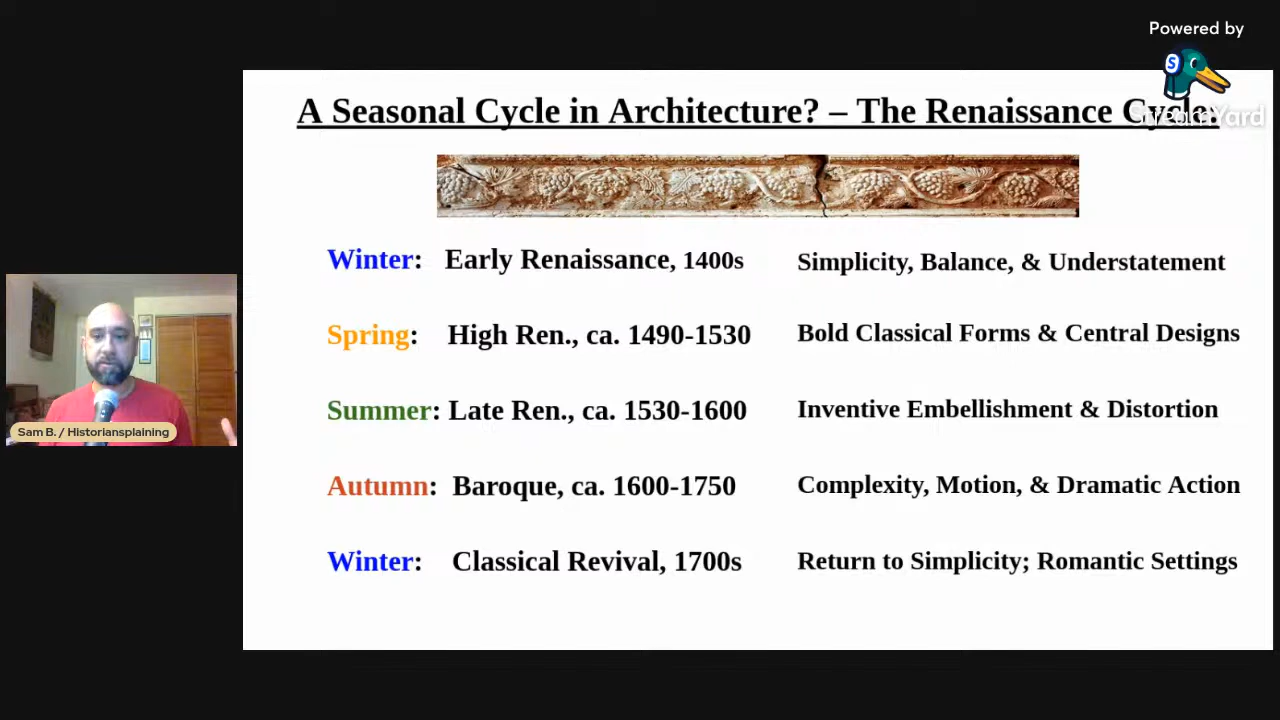 Powered by
StreamYard
A Seasonal Cycle in Architecture? – The Renaissance Cycle:
Winter: Early Renaissance, 1400s Simplicity, Balance, & Understatement
Spring: High Ren., ca. 1490-1530 Bold Classical Forms & Central Designs
Summer: Late Ren., ca. 1530-1600 Inventive Embellishment & Distortion
Autumn: Baroque, ca. 1600-1750 Complexity, Motion, & Dramatic Action
Winter: Classical Revival, 1700s Return to Simplicity; Romantic Settings
Sam B. / Historiansplaining